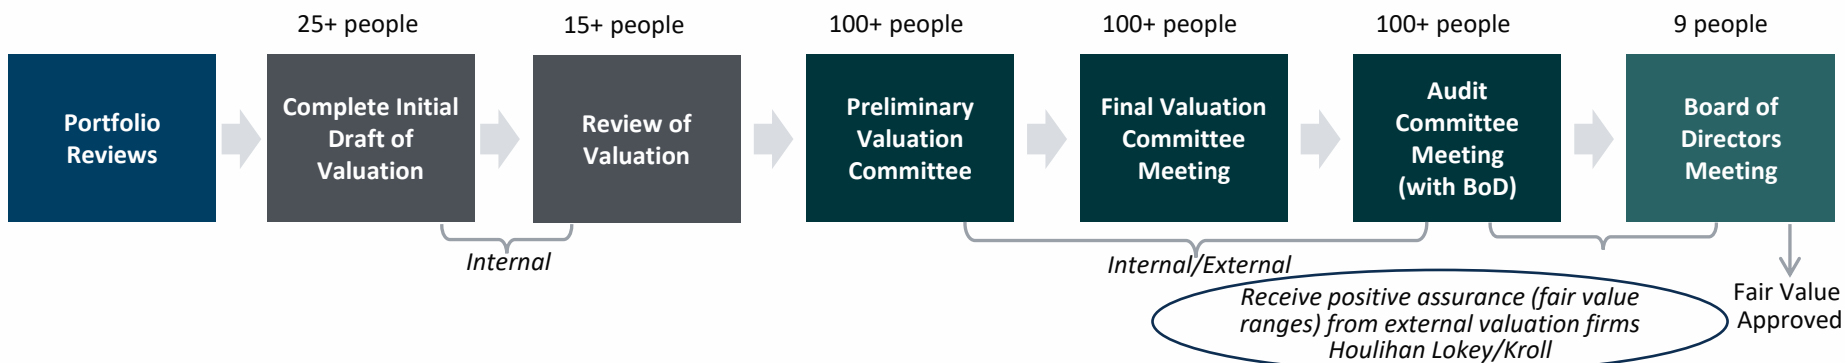 25+ people
15+ people
100+ people
100+ people
100+ people
9 people
Portfolio
Reviews
Complete Initial
Draft of
Valuation
Review of
Valuation
Preliminary
Valuation
Committee
Final Valuation
Committee
Meeting
Audit
Committee
Meeting
(with BoD)
Board of
Directors
Meeting
Internal
Internal/External
Receive positive assurance (fair value
ranges) from external valuation firms
Houlihan Lokey/Kroll
Fair Value
Approved